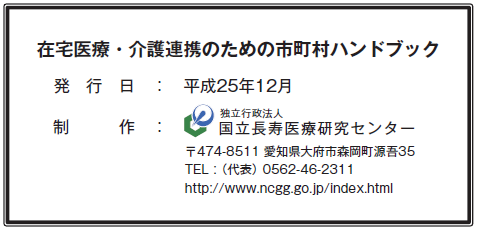 在宅医療・介護連携のための市町村ハンドブック
発 行 日 ： 平成25年12月
制 作 ： 独立行政法人
国立長寿医療研究センター
〒474-8511 愛知県大府市森岡町源吾35
TEL：（代表）0562-46-2311
http://www.ncgg.go.jp/index.html